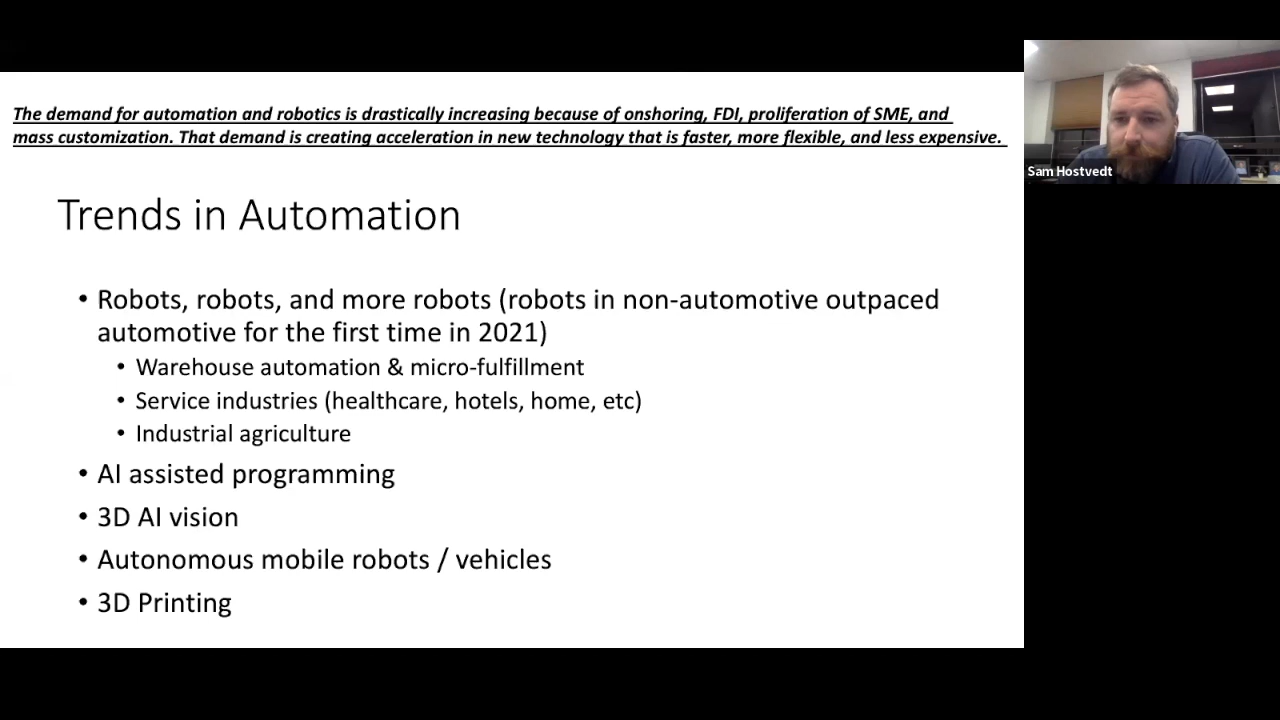 The demand for automation and robotics is drastically increasing because of onshoring, FDI, proliferation of SME, and
mass customization. That demand is creating acceleration in new technology that is faster, more flexible, and less expensive.
Trends in Automation
• Robots, robots, and more robots (robots in non-automotive outpaced
automotive for the first time in 2021)
• Warehouse automation & micro-fulfillment
• Service industries (healthcare, hotels, home, etc)
• Industrial agriculture
• AI assisted programming
• 3D AI vision
• Autonomous mobile robots / vehicles
• 3D Printing
Sam Hostvedt